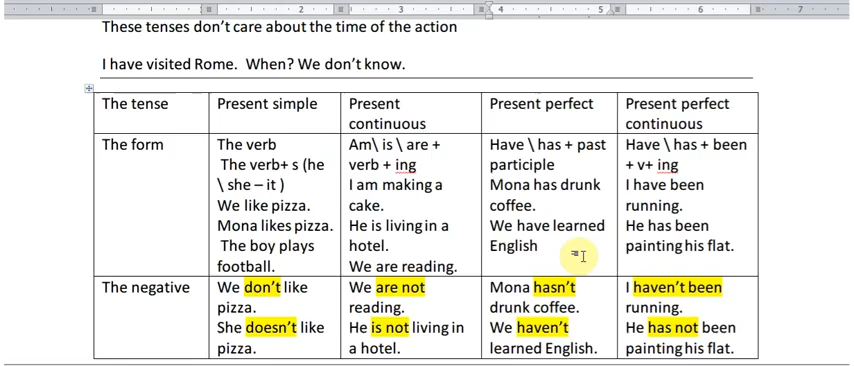 2 3 4 5 6 7
These tenses don't care about the time of the action
I have visited Rome. When? We don't know.
The tense
Present simple
Present
continuous
Present perfect
Present perfect
continuous
The form
The verb
The verb+ s (he
\ she – it )
We like pizza.
Mona likes pizza.
The boy plays
football.
Am\ is \ are +
verb + ing
I am making a
cake.
He is living in a
hotel.
We are reading.
Have \ has + past
participle
Mona has drunk
coffee.
We have learned
English
Have \ has + been
+ v+ ing
I have been
running.
He has been
painting his flat.
The negative
We don't like
pizza.
She doesn't like
pizza.
We are not
reading.
He is not living in
a hotel.
Mona hasn't
drunk coffee.
We haven't
learned English.
I haven't been
running.
He has not been
painting his flat.